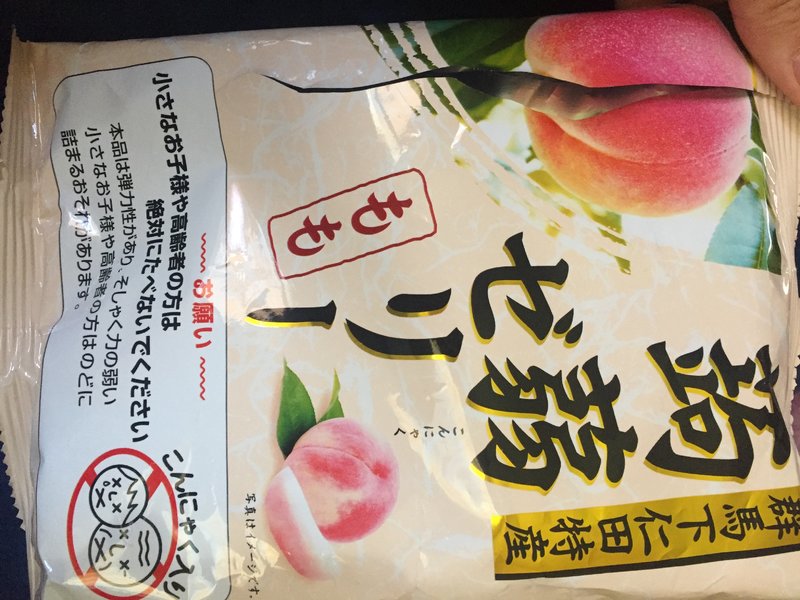 群馬下仁田特産
蒟蒻
こんにゃく
ゼリー
もも
写真はイメージです。
〜〜〜 お願い 〜〜〜
小さなお子様や高齢者の方は
絶対にたべないでください
本品は弾力性があり、そしゃく力の弱い
小さなお子様や高齢者の方はのどに
詰まるおそれがあります。
こんにゃく入り